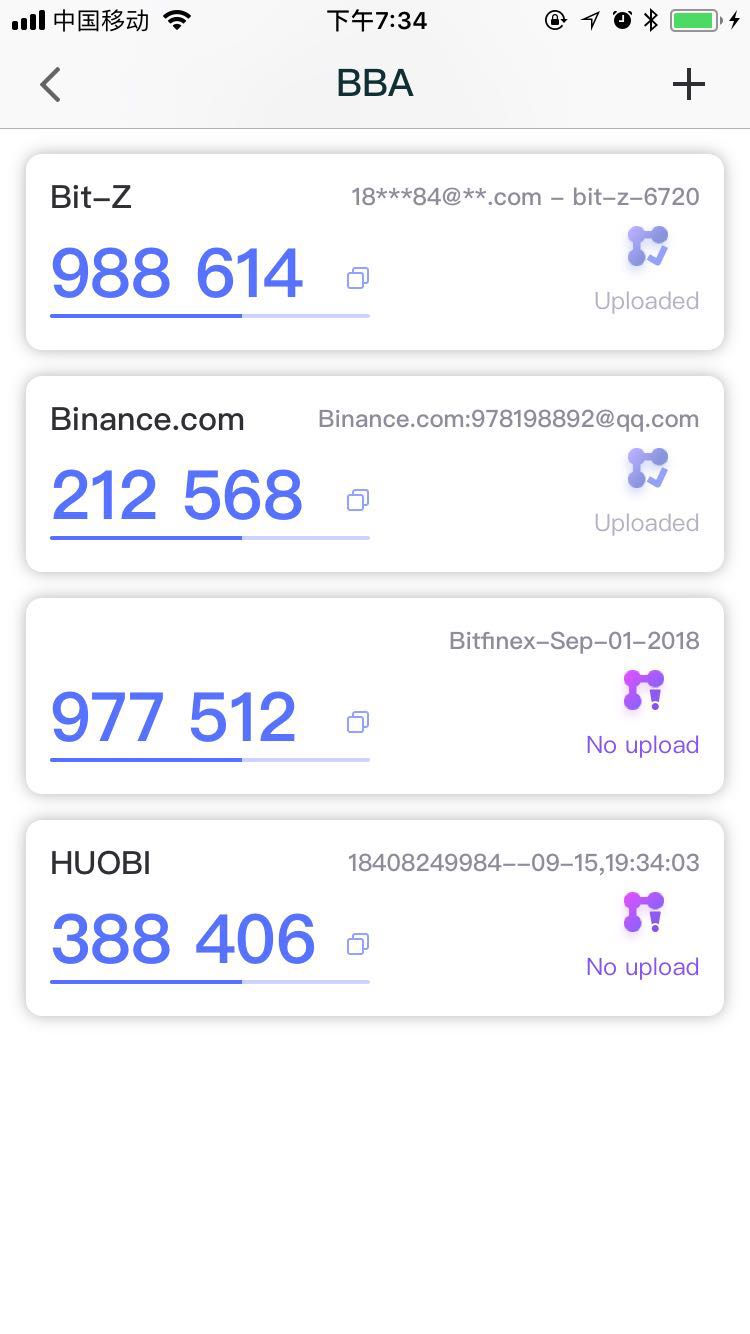 中国移动 下午7:34
BBA
Bit-Z 18***84@**.com - bit-z-6720
988 614
Uploaded
Binance.com Binance.com:978198892@qq.com
212 568
Uploaded
Bitfinex-Sep-01-2018
977 512
No upload
HUOBI 18408249984--09-15,19:34:03
388 406
No upload